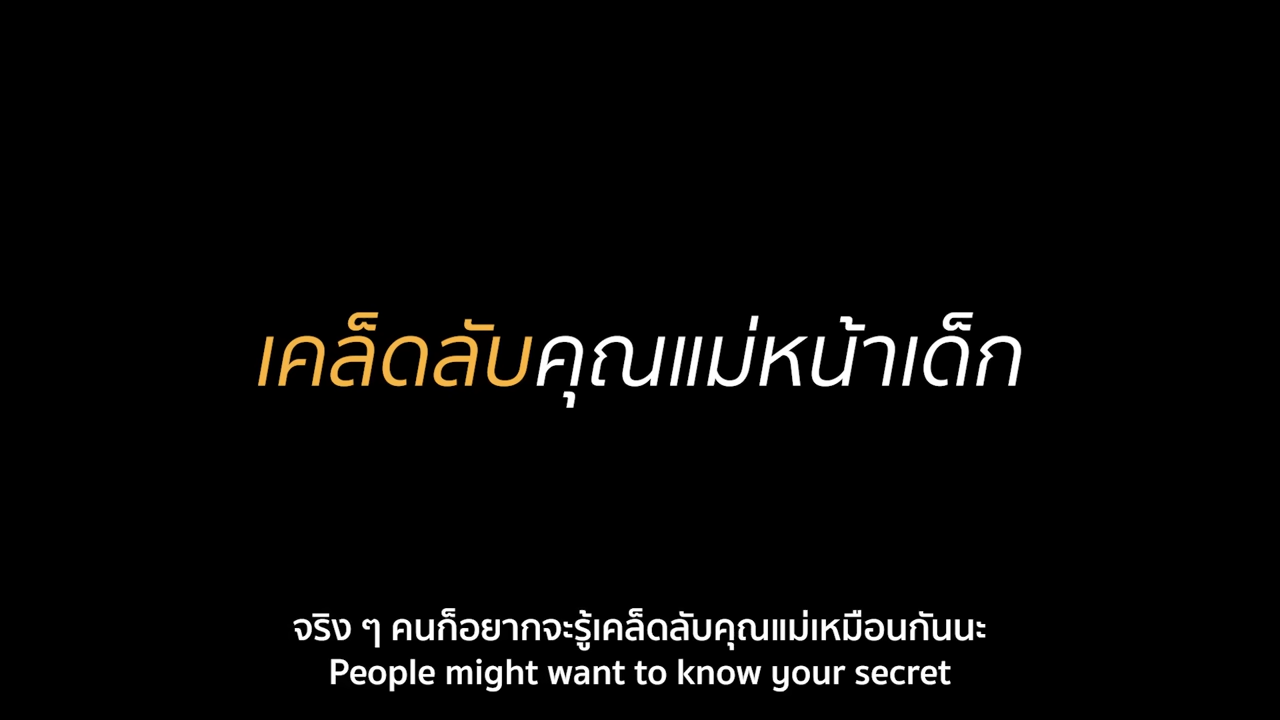 เคล็ดลับคุณแม่หน้าเด็ก
จริง ๆ คนก็อยากจะรู้เคล็ดลับคุณแม่เหมือนกันนะ
People might want to know your secret